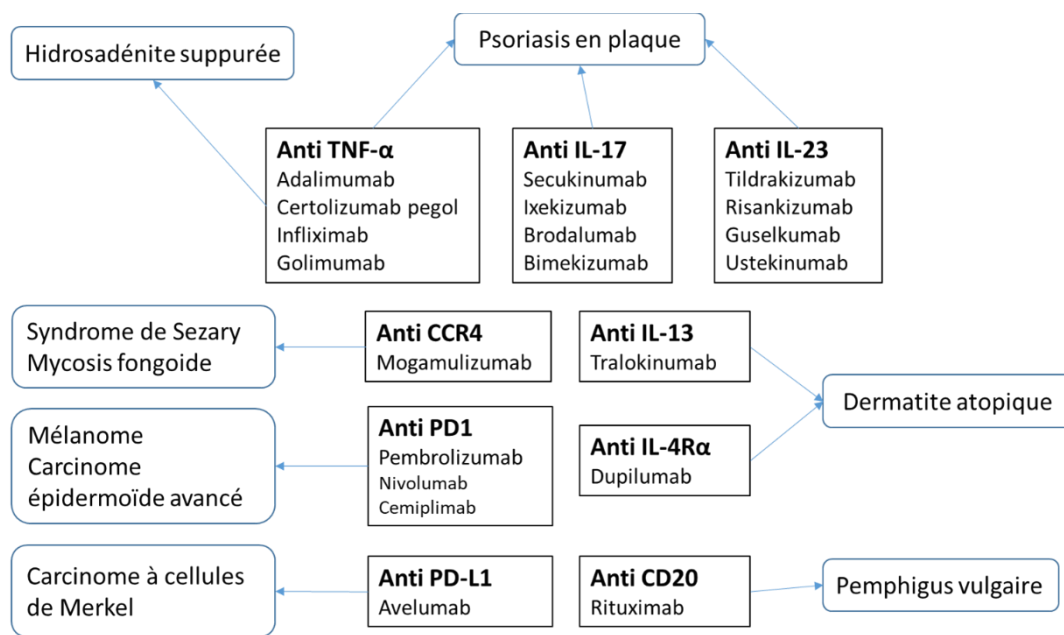 Hidrosadénite suppurée
Psoriasis en plaque
Anti TNF-α
Adalimumab
Certolizumab pegol
Infliximab
Golimumab
Anti IL-17
Secukinumab
Ixekizumab
Brodalumab
Bimekizumab
Anti IL-23
Tildrakizumab
Risankizumab
Guselkumab
Ustekinumab
Syndrome de Sezary
Mycosis fongoide
Anti CCR4
Mogamulizumab
Anti IL-13
Tralokinumab
Dermatite atopique
Mélanome
Carcinome
épidermoïde avancé
Anti PD1
Pembrolizumab
Nivolumab
Cemiplimab
Anti IL-4Rα
Dupilumab
Carcinome à cellules
de Merkel
Anti PD-L1
Avelumab
Anti CD20
Rituximab
Pemphigus vulgaire